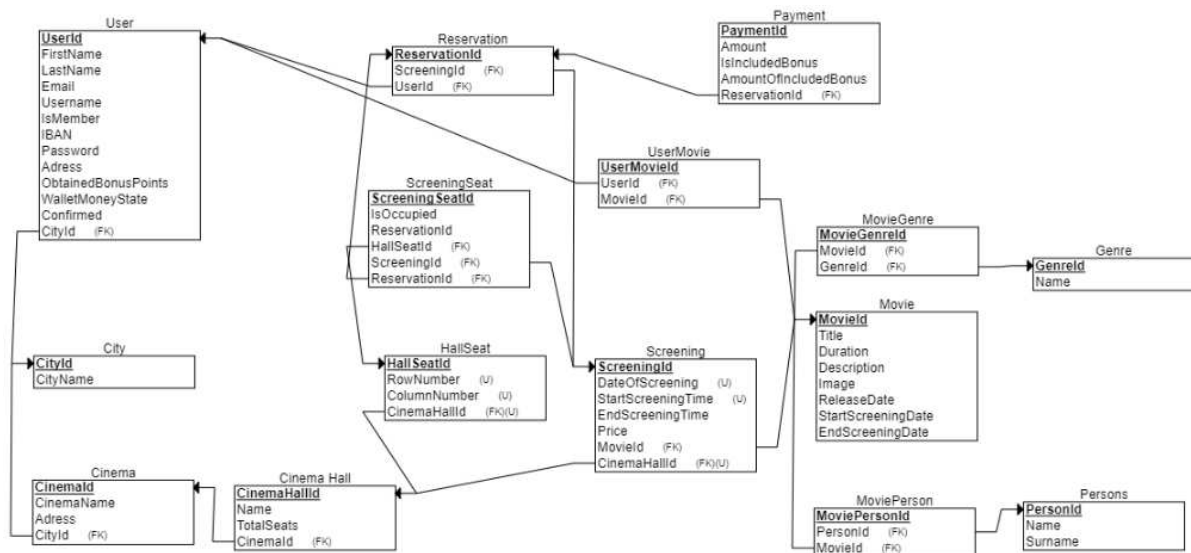 User
UserId
FirstName
LastName
Email
Username
IsMember
IBAN
Password
Adress
ObtainedBonusPoints
WalletMoneyState
Confirmed
CityId (FK)
Reservation
ReservationId
ScreeningId (FK)
UserId (FK)
Payment
PaymentId
Amount
IsIncludedBonus
AmountOfIncludedBonus
ReservationId (FK)
UserMovie
UserMovieId
UserId (FK)
MovieId (FK)
ScreeningSeat
ScreeningSeatId
IsOccupied
ReservationId
HallSeatId (FK)
ScreeningId (FK)
ReservationId (FK)
MovieGenre
MovieGenreId
MovieId (FK)
GenreId (FK)
Genre
GenreId
Name
Movie
MovieId
Title
Duration
Description
Image
ReleaseDate
StartScreeningDate
EndScreeningDate
City
CityId
CityName
HallSeat
HallSeatId
RowNumber (U)
ColumnNumber (U)
CinemaHallId (FK)(U)
Screening
ScreeningId
DateOfScreening (U)
StartScreeningTime (U)
EndScreeningTime
Price
MovieId (FK)
CinemaHallId (FK)(U)
Cinema
CinemaId
CinemaName
Adress
CityId (FK)
Cinema Hall
CinemaHallId
Name
TotalSeats
CinemaId (FK)
MoviePerson
MoviePersonId
PersonId (FK)
MovieId (FK)
Persons
PersonId
Name
Surname